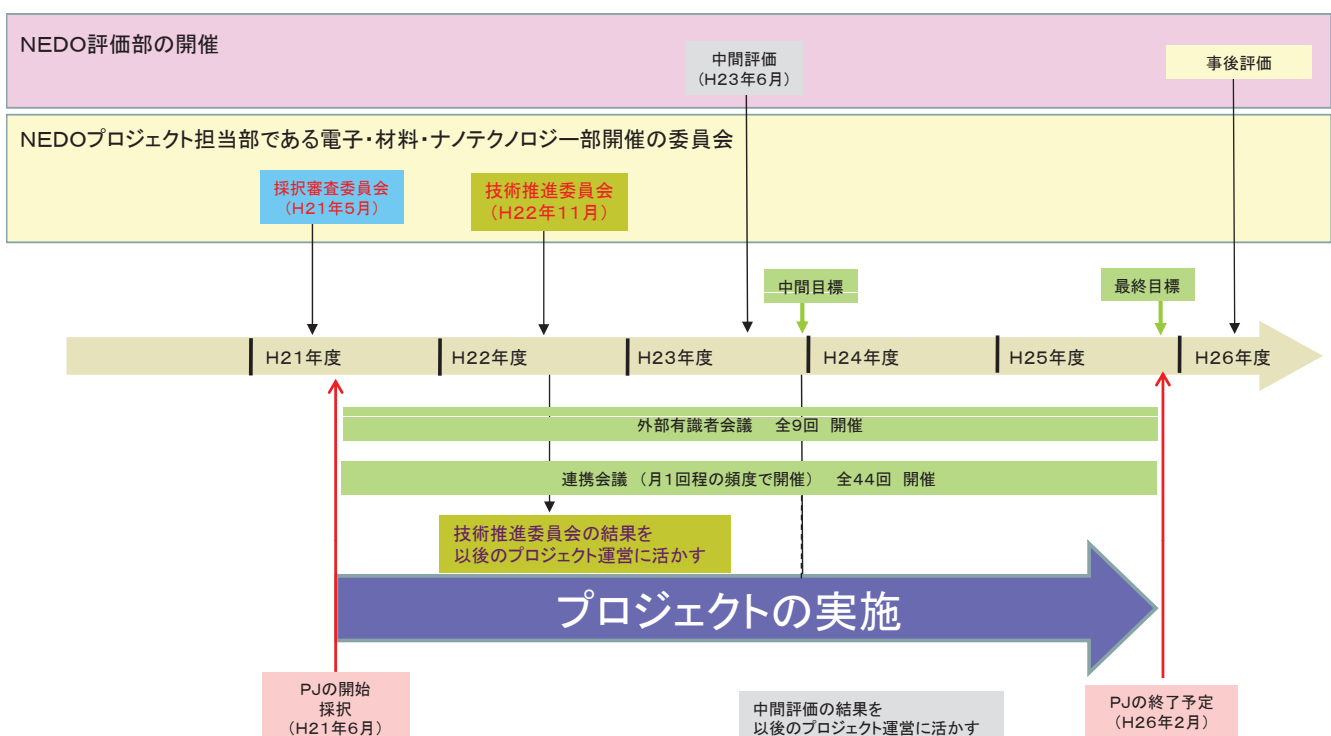 NEDO評価部の開催
中間評価
(H23年6月)
事後評価
NEDOプロジェクト担当部である電子・材料・ナノテクノロジー部開催の委員会
採択審査委員会
(H21年5月)
技術推進委員会
(H22年11月)
中間目標
最終目標
H21年度
H22年度
H23年度
H24年度
H25年度
H26年度
外部有識者会議　全9回 開催
連携会議 (月1回程の頻度で開催)　全44回 開催
技術推進委員会の結果を
以後のプロジェクト運営に活かす
プロジェクトの実施
PJの開始
採択
(H21年6月)
中間評価の結果を
以後のプロジェクト運営に活かす
PJの終了予定
(H26年2月)